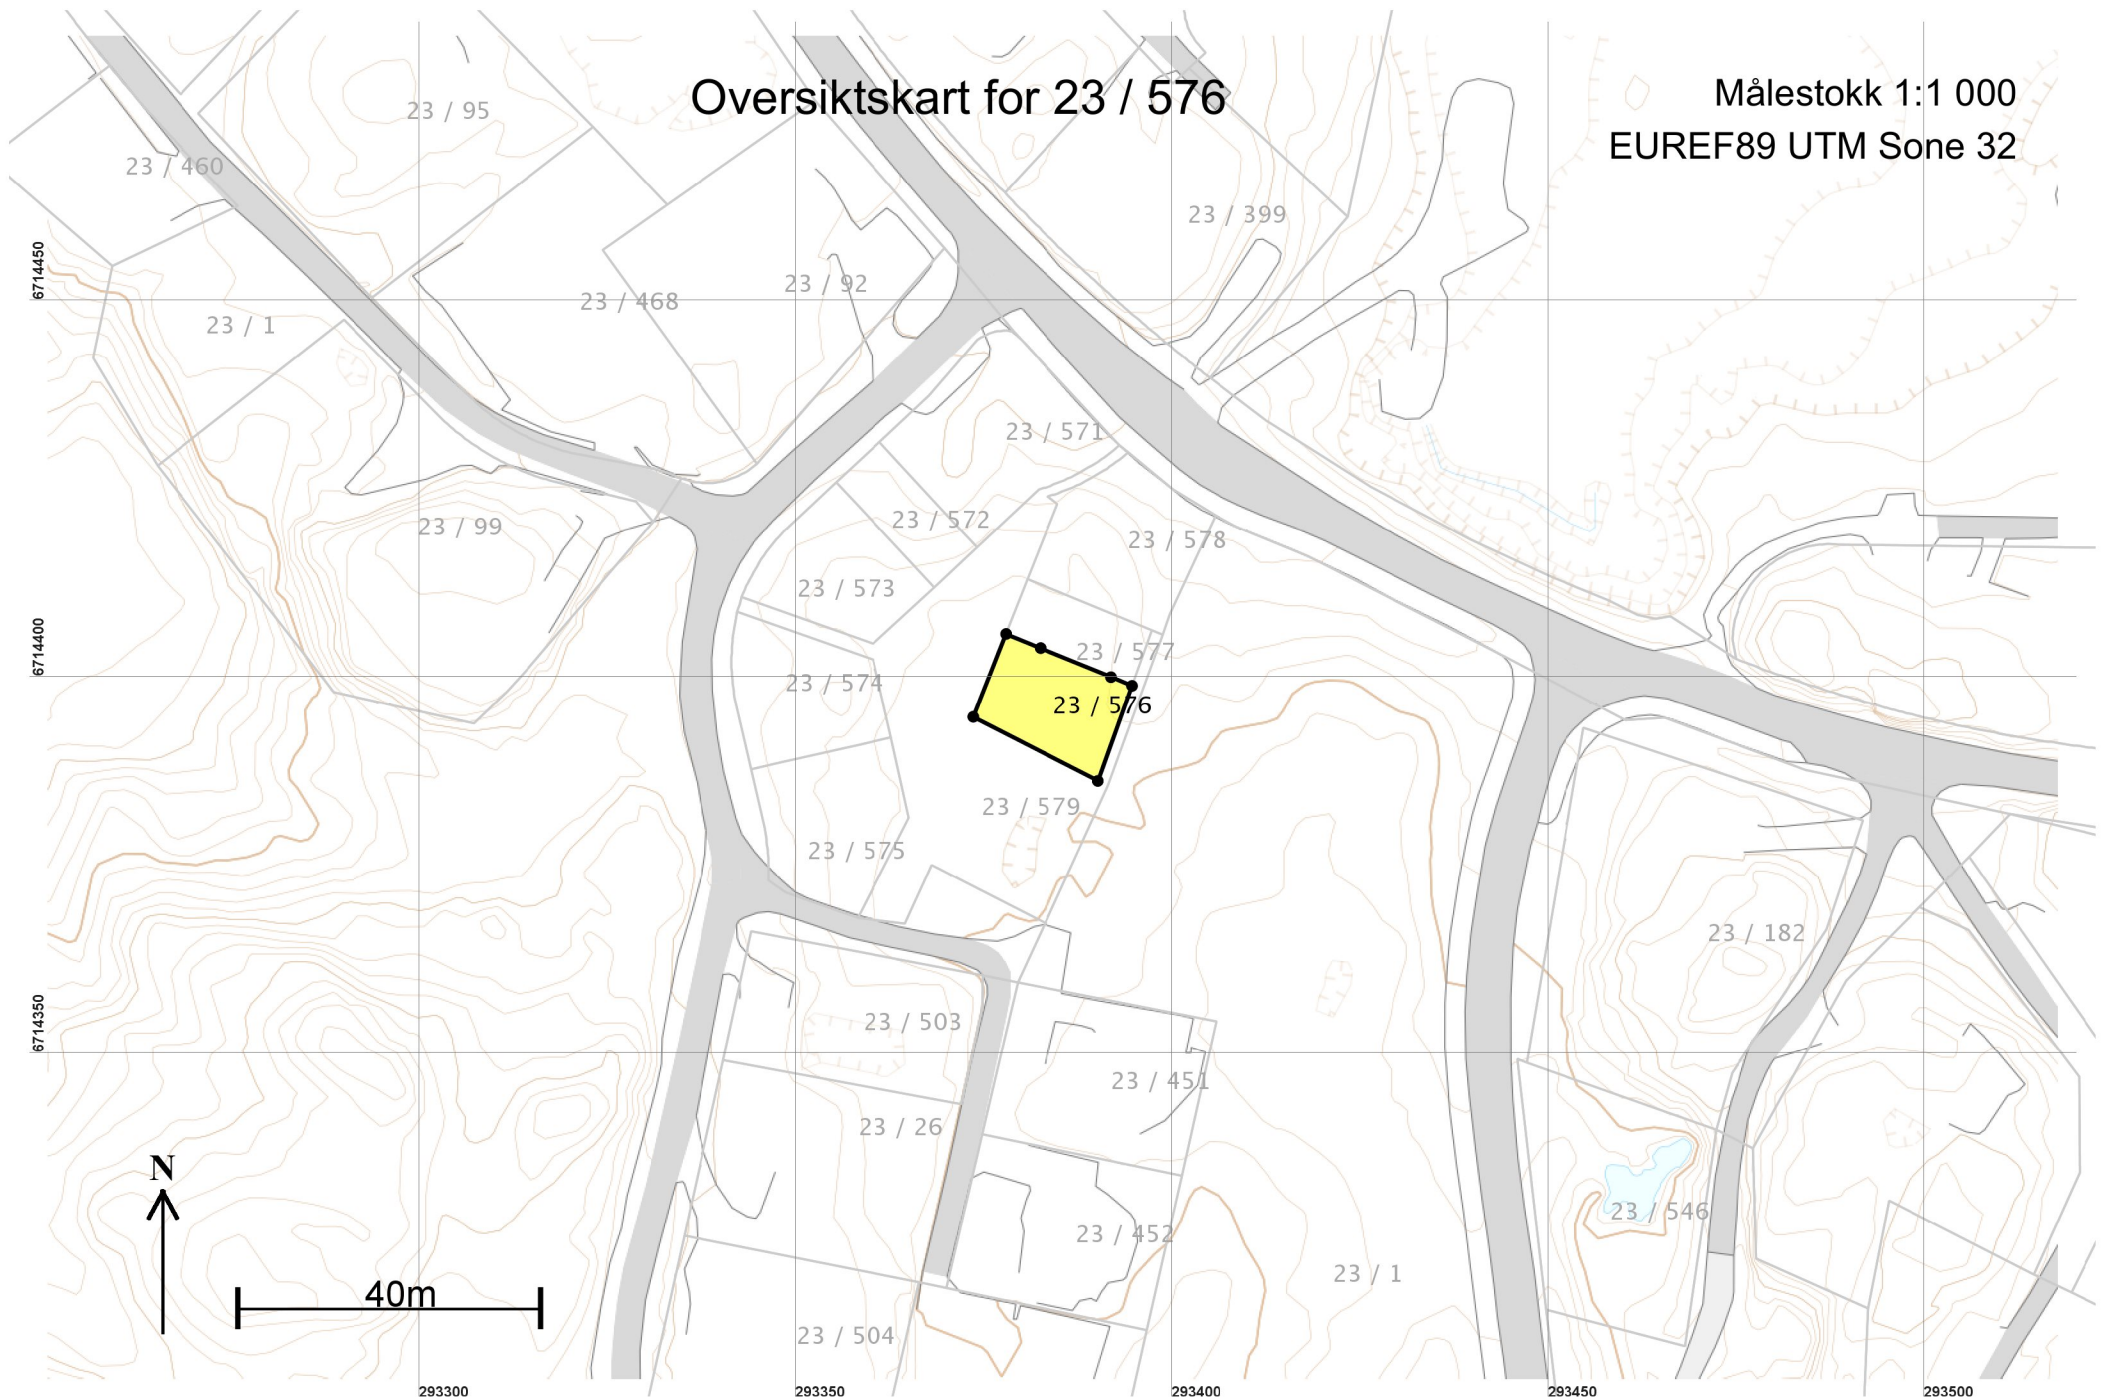 Oversiktskart for 23 / 576
Målestokk 1:1 000
EUREF89 UTM Sone 32
23 / 95
23 / 460
23 / 399
23 / 92
23 / 468
23 / 1
23 / 571
23 / 572
23 / 99
23 / 578
23 / 573
23 / 577
23 / 574
23 / 576
23 / 579
23 / 575
23 / 182
23 / 503
23 / 451
23 / 26
23 / 546
23 / 452
23 / 1
23 / 504
6714450
6714400
6714350
N
40m
293300
293350
293400
293450
293500